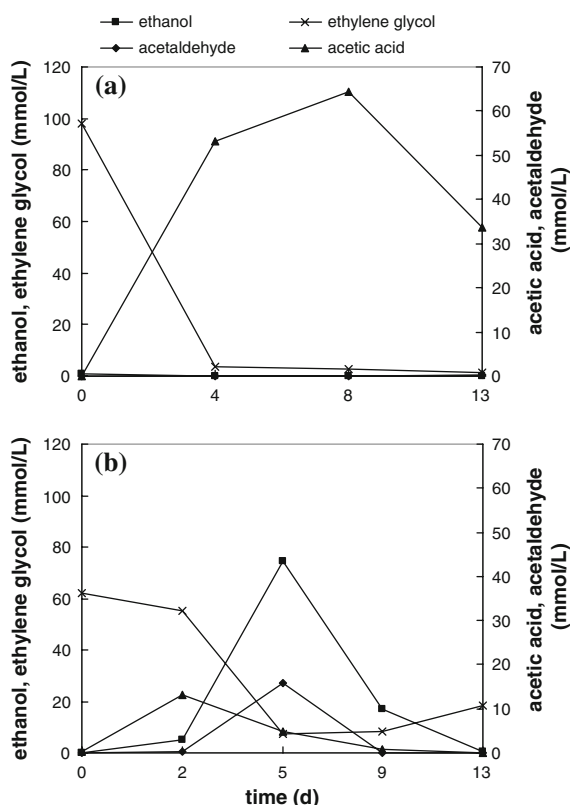 ethanol ethylene glycol
acetaldehyde acetic acid
(a)
ethanol, ethylene glycol (mmol/L)
120
100
80
60
40
20
0
0 4 8 13
70
60
50
40
30
20
10
0
acetic acid, acetaldehyde
(mmol/L)
(b)
ethanol, ethylene glycol (mmol/L)
120
100
80
60
40
20
0
0 2 5 9 13
time (d)
70
60
50
40
30
20
10
0
acetic acid, acetaldehyde
(mmol/L)